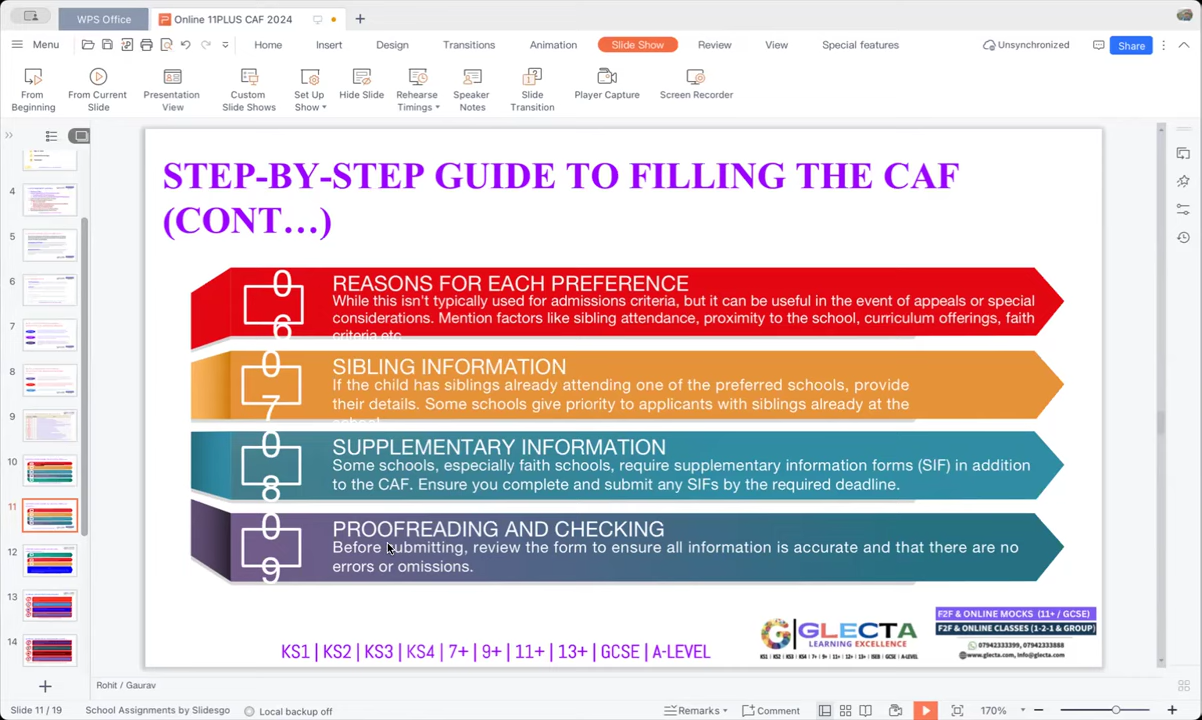 WPS Office
Online 11PLUS CAF 2024
Menu
Home
Insert
Design
Transitions
Animation
Slide Show
Review
View
Special features
Unsynchronized
Share
From Beginning
From Current Slide
Presentation View
Custom Slide Shows
Set Up Show
Hide Slide
Rehearse Timings
Speaker Notes
Slide Transition
Player Capture
Screen Recorder
4
5
6
7
8
9
10
11
12
13
14
STEP-BY-STEP GUIDE TO FILLING THE CAF
(CONT…)
06
REASONS FOR EACH PREFERENCE
While this isn't typically used for admissions criteria, but it can be useful in the event of appeals or special
considerations. Mention factors like sibling attendance, proximity to the school, curriculum offerings, faith
criteria etc
07
SIBLING INFORMATION
If the child has siblings already attending one of the preferred schools, provide
their details. Some schools give priority to applicants with siblings already at the
school
08
SUPPLEMENTARY INFORMATION
Some schools, especially faith schools, require supplementary information forms (SIF) in addition
to the CAF. Ensure you complete and submit any SIFs by the required deadline.
09
PROOFREADING AND CHECKING
Before submitting, review the form to ensure all information is accurate and that there are no
errors or omissions.
KS1 | KS2 | KS3 | KS4 | 7+ | 9+ | 11+ | 13+ | GCSE | A-LEVEL
GLECTA
LEARNING EXCELLENCE
F2F & ONLINE MOCKS (11+ / GCSE)
F2F & ONLINE CLASSES (1-2-1 & GROUP)
07942333399, 07942333888
www.glecta.com, info@glecta.com
Rohit / Gaurav
Slide 11 / 19
School Assignments by Slidesgo
Local backup off
Remarks
Comment
170%